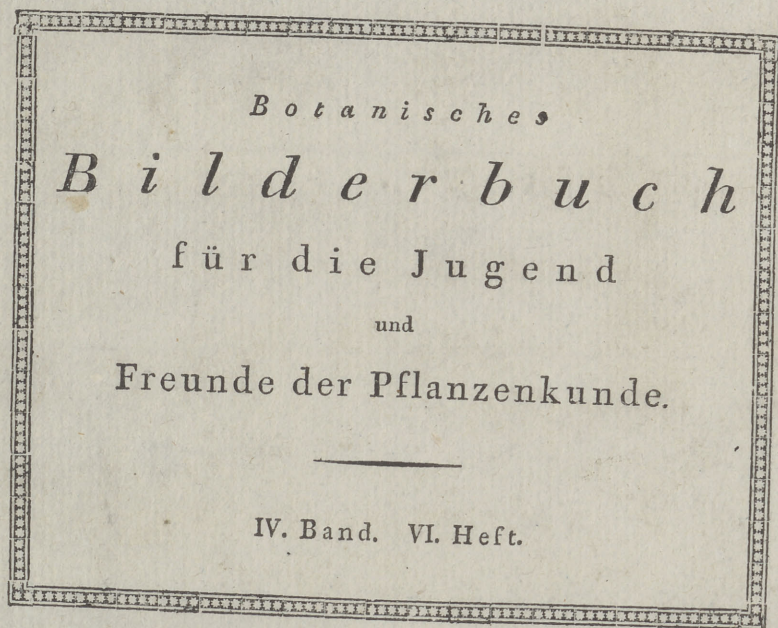 Botanisches
Bilderbuch
für die Jugend
und
Freunde der Pflanzenkunde.
IV. Band. VI. Heft.